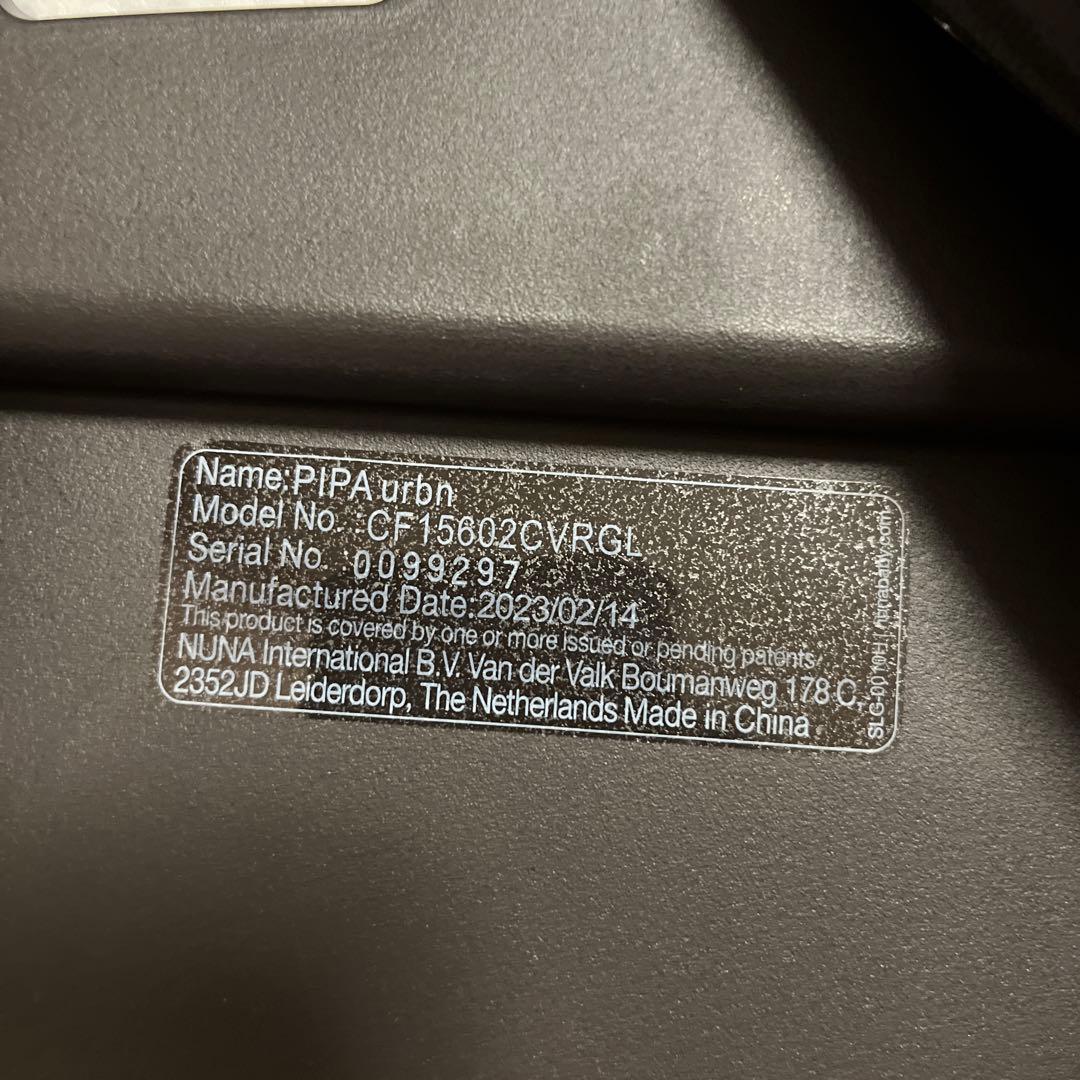 Name:PIPA urbn
Model No. :CF15602CVRGL
Serial No. 0099297
Manufactured Date:2023/02/14
This product is covered by one or more issued or pending patents
NUNA International B.V. Van der Valk Boumanweg 178 C,
2352JD Leiderdorp, The Netherlands Made in China
nunababy.com